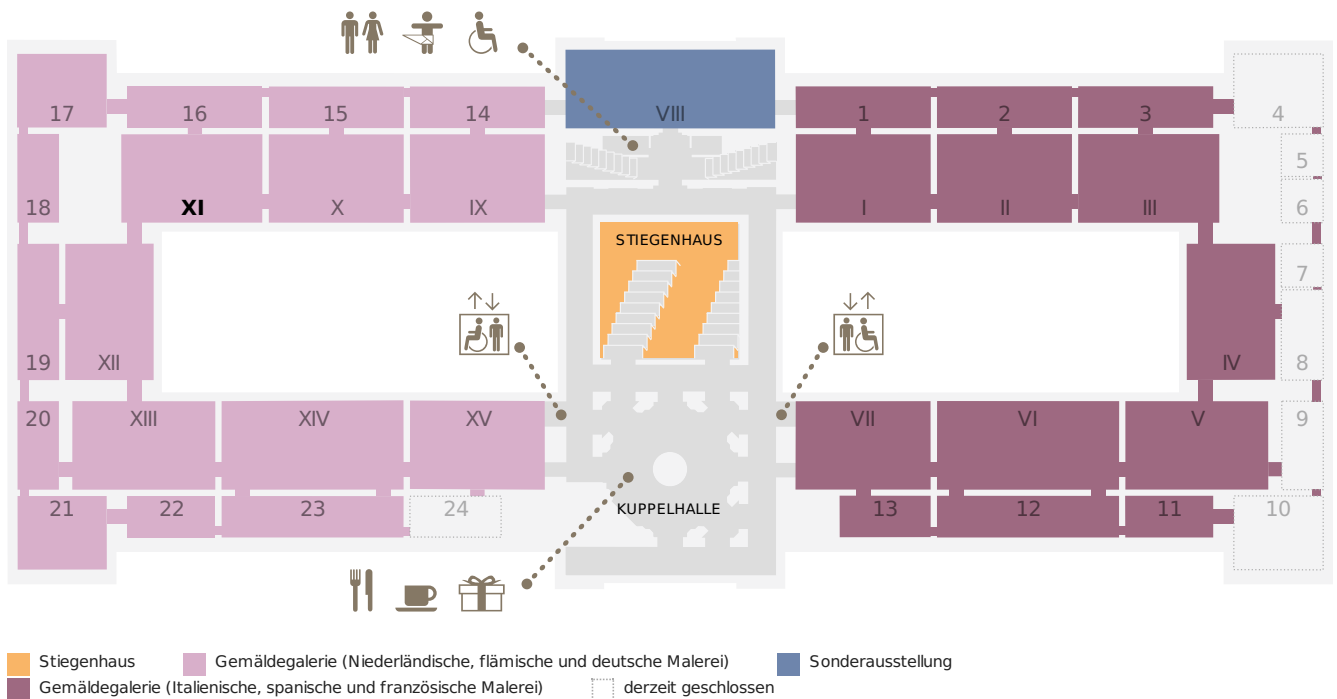 17 16 15 14 VIII 1 2 3 4
5
18 XI X IX I II III 6
STIEGENHAUS
7
19 XII IV 8
20 XIII XIV XV VII VI V 9
21 22 23 24 KUPPELHALLE 13 12 11 10
Stiegenhaus Gemäldegalerie (Niederländische, flämische und deutsche Malerei) Sonderausstellung
Gemäldegalerie (Italienische, spanische und französische Malerei) derzeit geschlossen